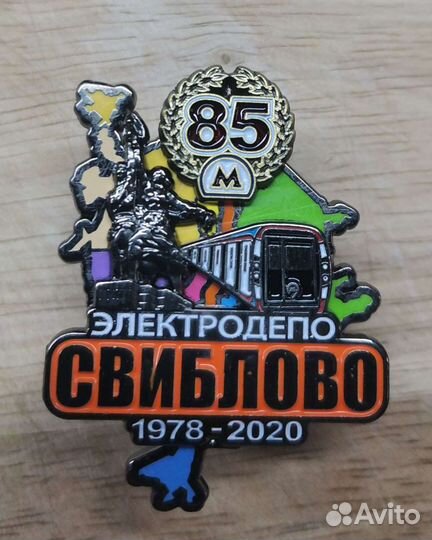 85
М
ЭЛЕКТРОДЕПО
СВИБЛОВО
1978 - 2020
Avito